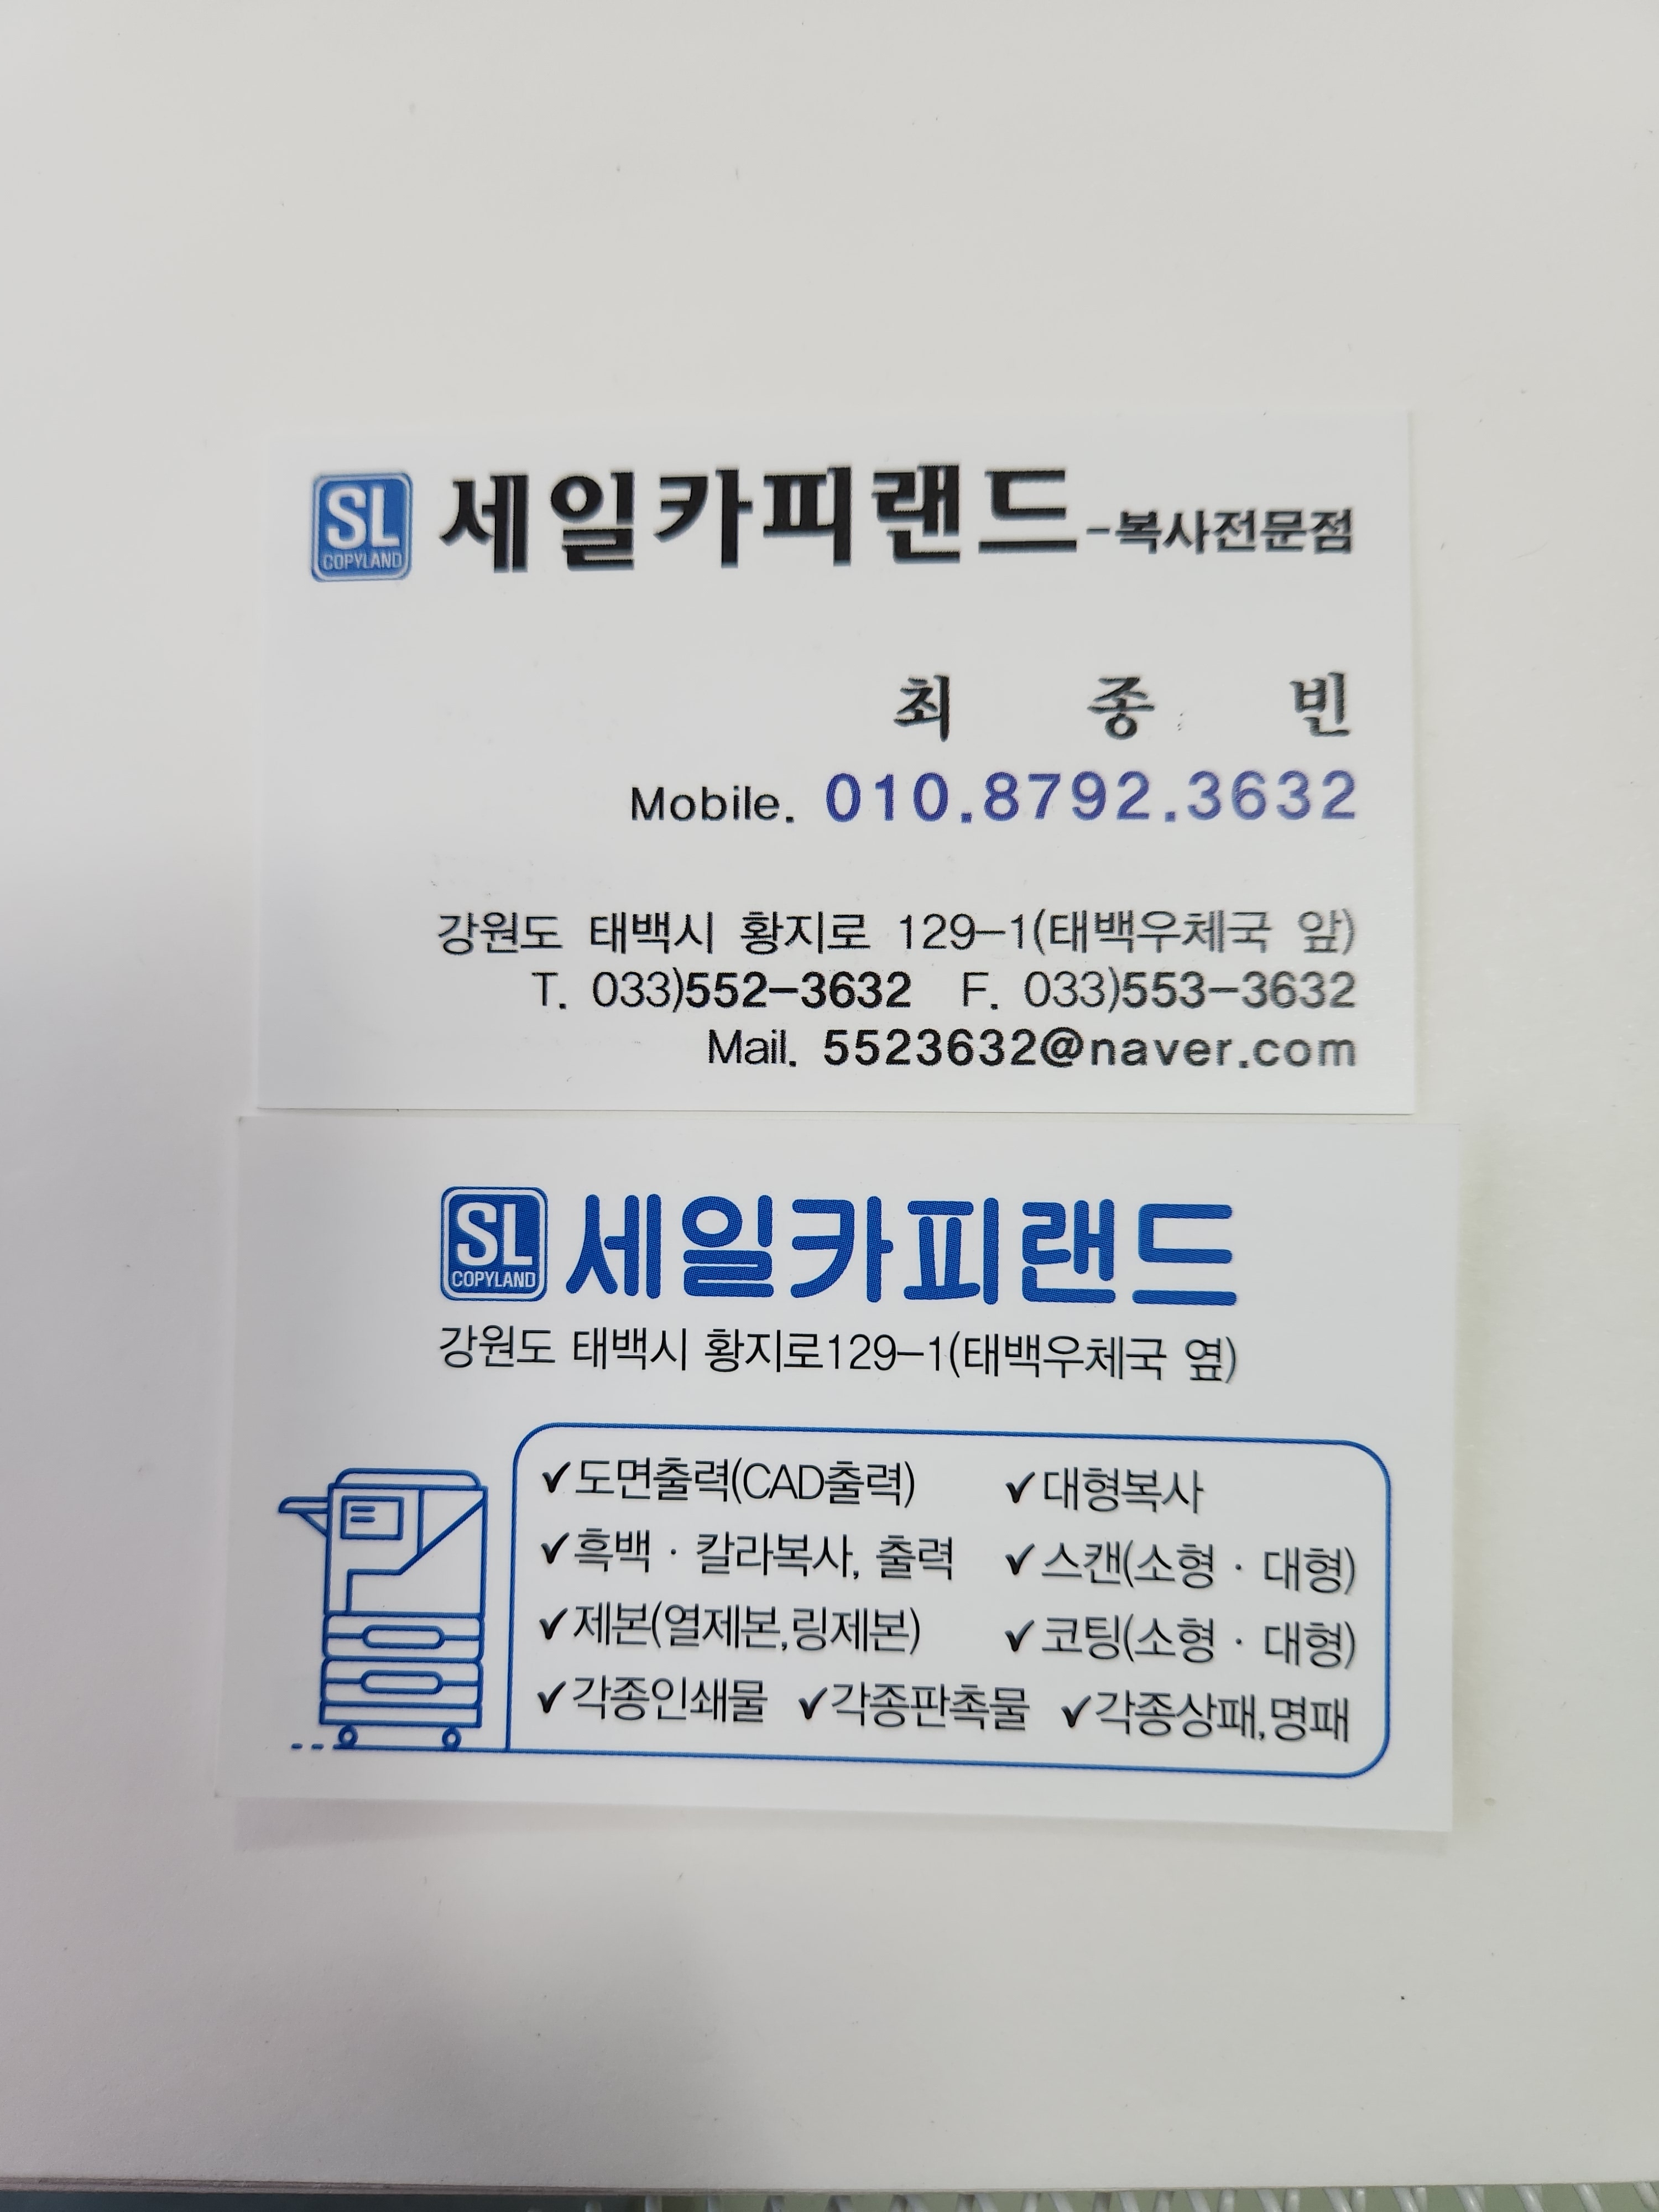 SL
COPYLAND
세일카피랜드-복사전문점
최 종 빈
Mobile. 010.8792.3632
강원도 태백시 황지로 129-1(태백우체국 앞)
T. 033)552-3632 F. 033)553-3632
Mail. 5523632@naver.com
SL
COPYLAND
세일카피랜드
강원도 태백시 황지로129-1(태백우체국 옆)
✓도면출력(CAD출력) ✓대형복사
✓흑백 · 칼라복사, 출력 ✓스캔(소형 · 대형)
✓제본(열제본,링제본) ✓코팅(소형 · 대형)
✓각종인쇄물 ✓각종판촉물 ✓각종상패,명패